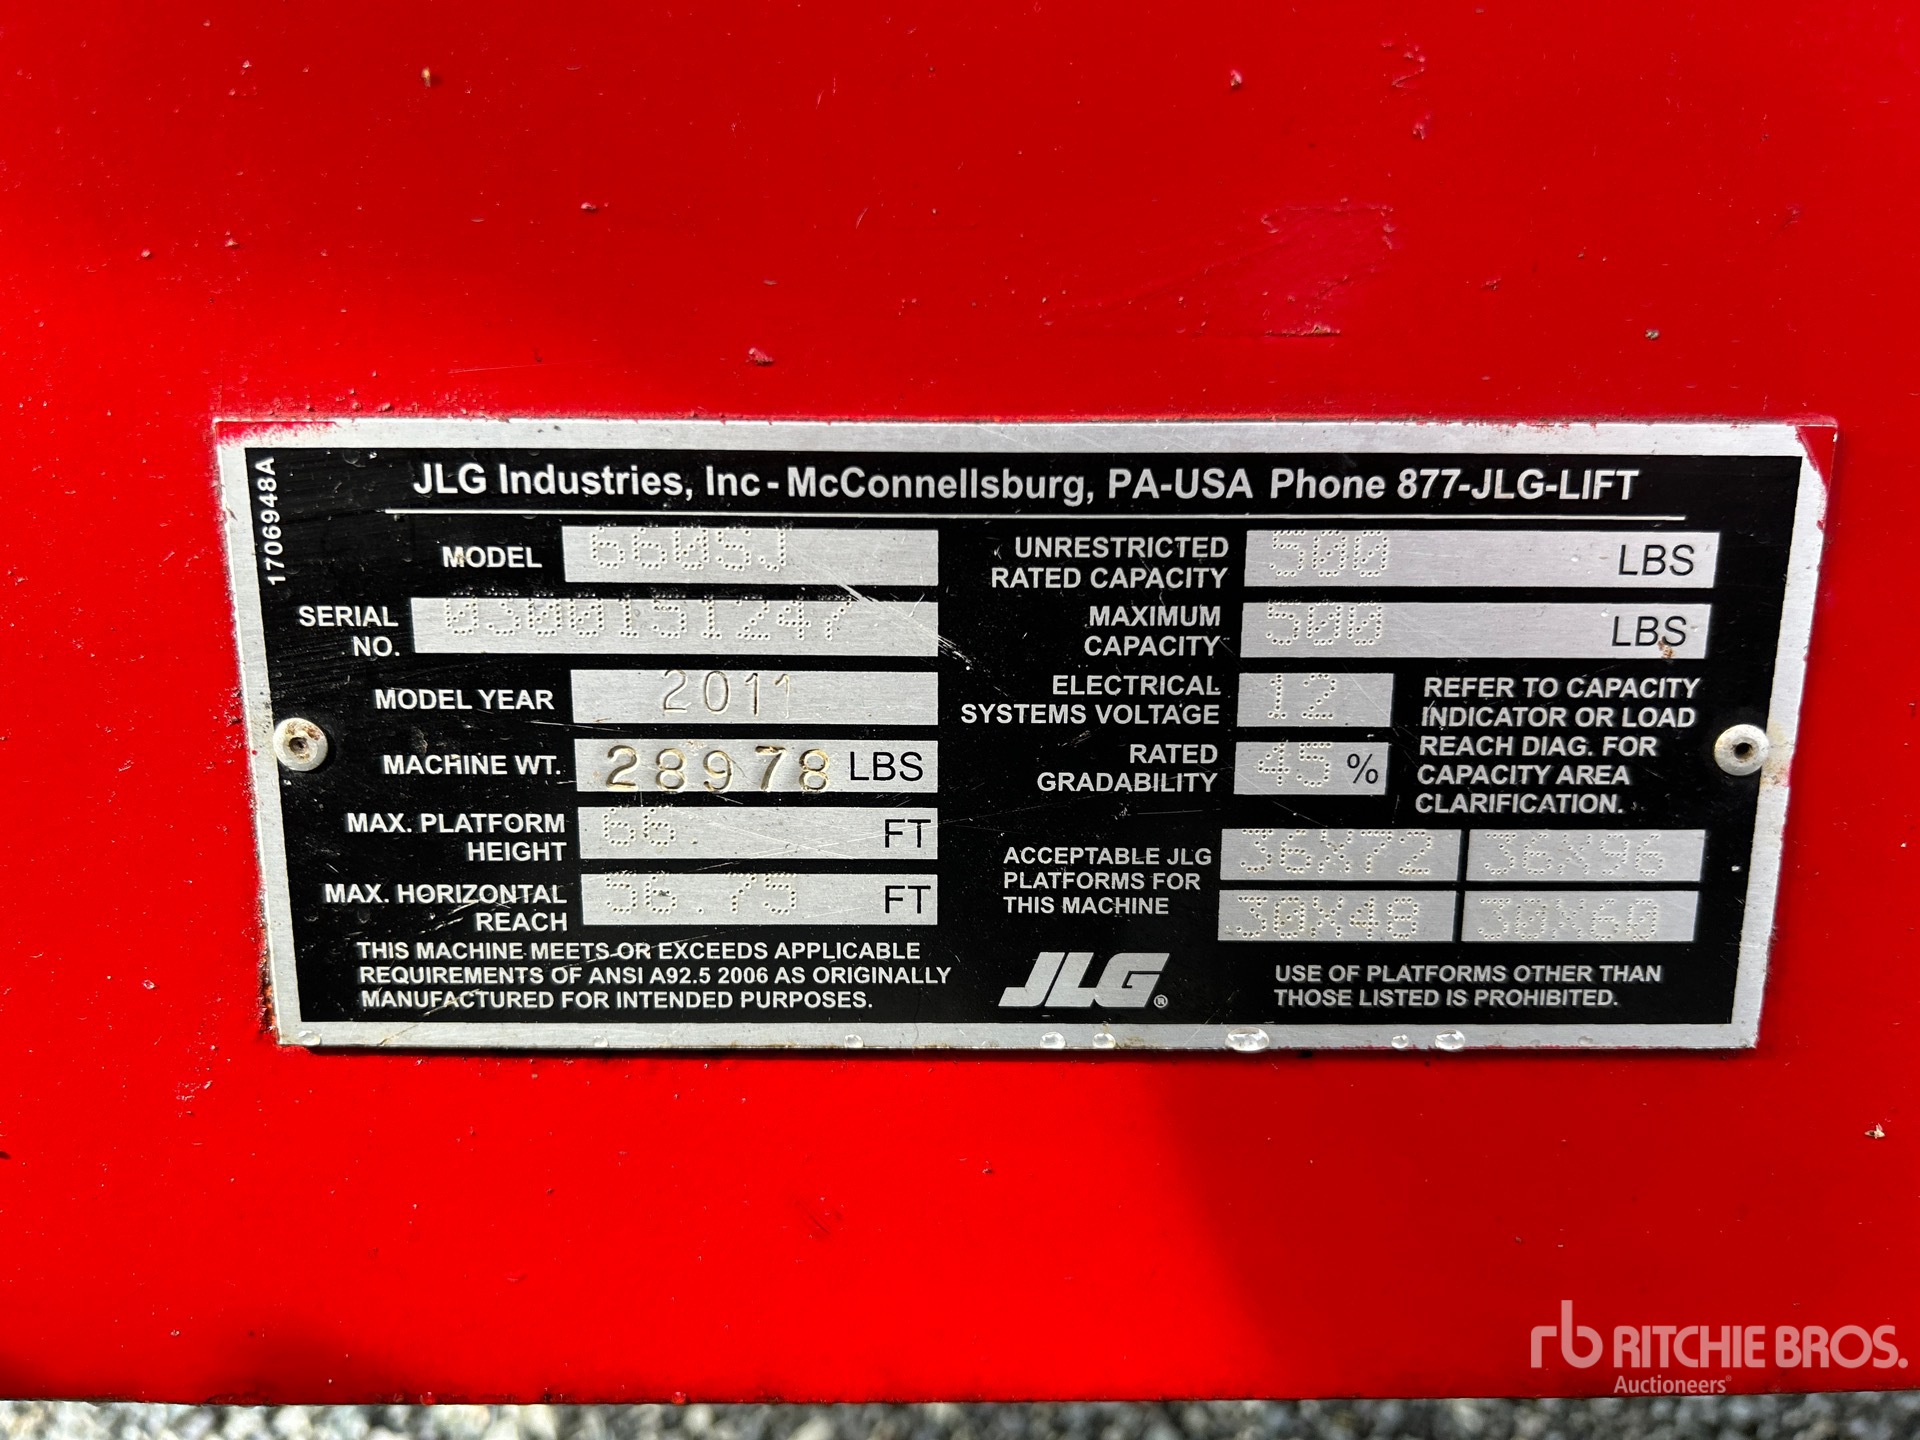 1706948A
JLG Industries, Inc - McConnellsburg, PA-USA Phone 877-JLG-LIFT
MODEL 660SJ
SERIAL NO. 0300151247
MODEL YEAR 2011
MACHINE WT. 28978 LBS
MAX. PLATFORM HEIGHT 66 FT
MAX. HORIZONTAL REACH 56.75 FT
THIS MACHINE MEETS OR EXCEEDS APPLICABLE
REQUIREMENTS OF ANSI A92.5 2006 AS ORIGINALLY
MANUFACTURED FOR INTENDED PURPOSES.
UNRESTRICTED RATED CAPACITY 500 LBS
MAXIMUM CAPACITY 500 LBS
ELECTRICAL SYSTEMS VOLTAGE 12
RATED GRADABILITY 45 %
REFER TO CAPACITY
INDICATOR OR LOAD
REACH DIAG. FOR
CAPACITY AREA
CLARIFICATION.
ACCEPTABLE JLG
PLATFORMS FOR
THIS MACHINE
36X72 36X96
30X48 30X60
JLG®
USE OF PLATFORMS OTHER THAN
THOSE LISTED IS PROHIBITED.
rb RITCHIE BROS.
Auctioneers®